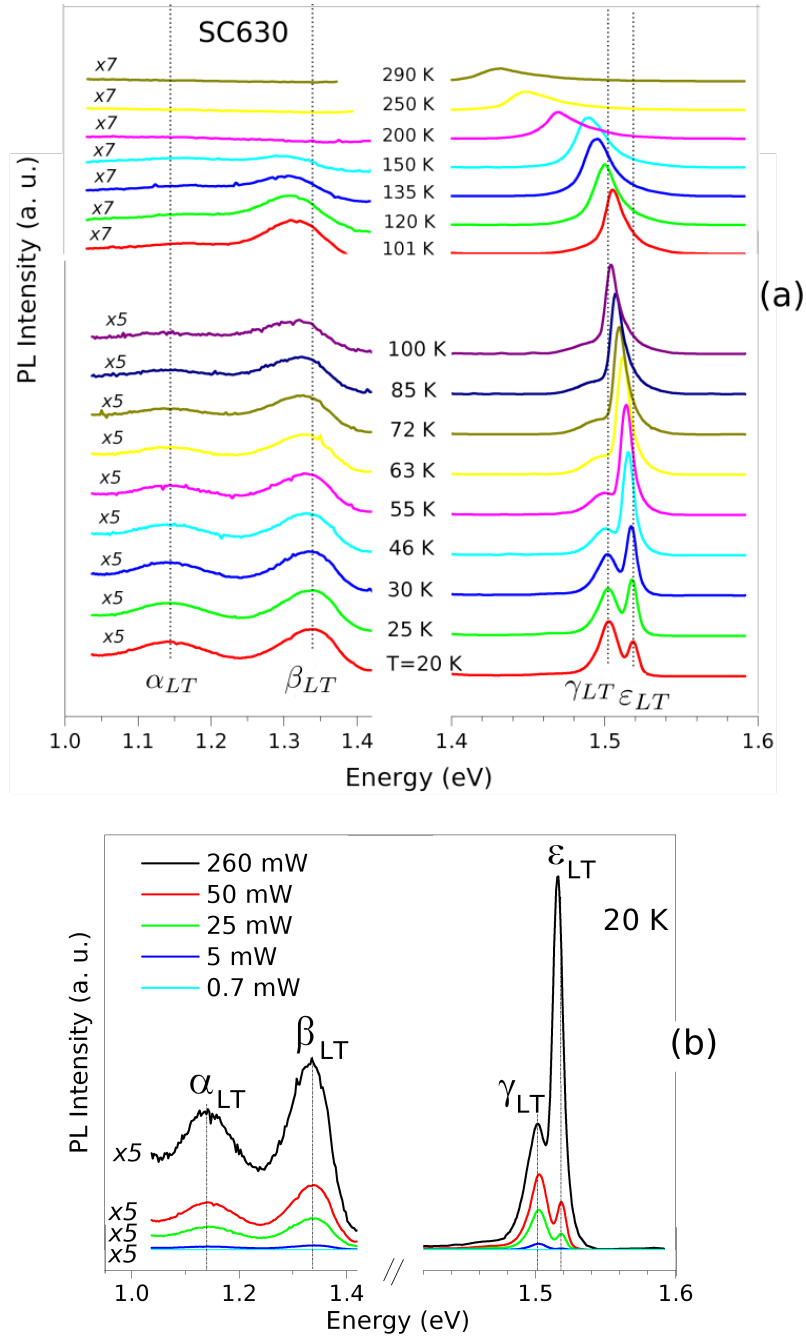 SC630
x7 290 K
x7 250 K
x7 200 K
x7 150 K
x7 135 K
x7 120 K
x7 101 K
PL Intensity (a. u.)
(a)
x5 100 K
x5 85 K
x5 72 K
x5 63 K
x5 55 K
x5 46 K
x5 30 K
x5 25 K
x5 T=20 K
αLT βLT γLT εLT
1.0 1.1 1.2 1.3 1.4 1.4 1.5 1.6
Energy (eV)
260 mW
50 mW
25 mW
5 mW
0.7 mW
εLT
20 K
PL Intensity (a. u.)
(b)
βLT
αLT
γLT
x5
x5
x5
x5
1.0 1.2 1.4 // 1.5 1.6
Energy (eV)